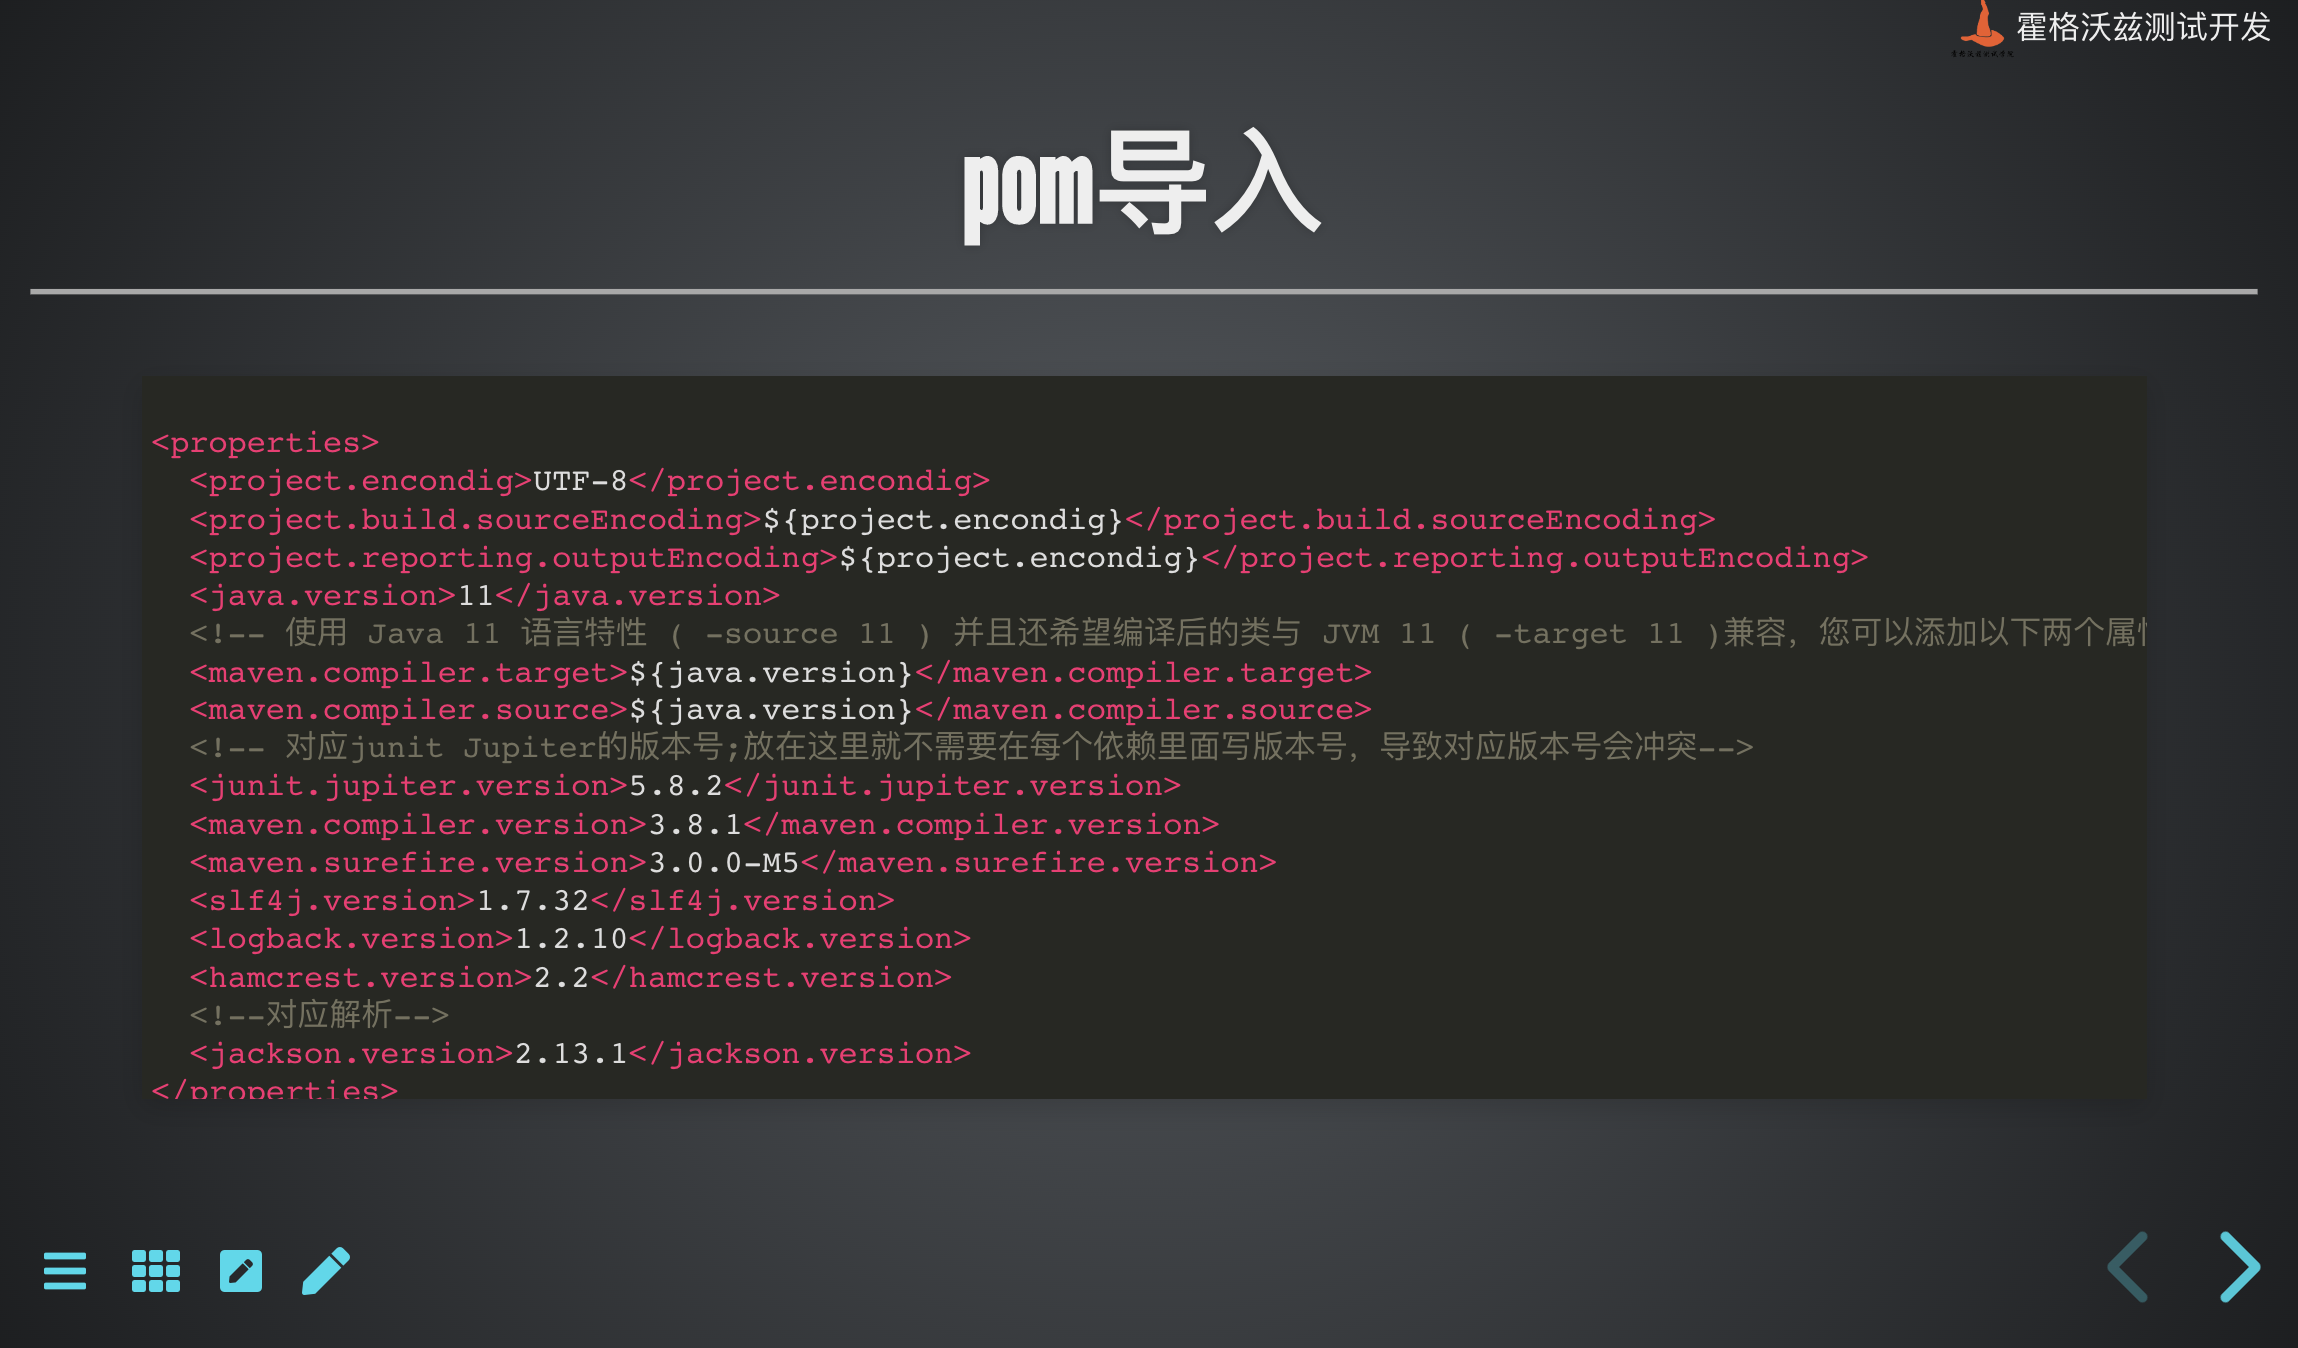 霍格沃兹测试开发
pom导入
<properties>
  <project.encondig>UTF-8</project.encondig>
  <project.build.sourceEncoding>${project.encondig}</project.build.sourceEncoding>
  <project.reporting.outputEncoding>${project.encondig}</project.reporting.outputEncoding>
  <java.version>11</java.version>
  <!-- 使用 Java 11 语言特性 ( -source 11 ) 并且还希望编译后的类与 JVM 11 ( -target 11 )兼容，您可以添加以下两个属
  <maven.compiler.target>${java.version}</maven.compiler.target>
  <maven.compiler.source>${java.version}</maven.compiler.source>
  <!-- 对应junit Jupiter的版本号;放在这里就不需要在每个依赖里面写版本号，导致对应版本号会冲突-->
  <junit.jupiter.version>5.8.2</junit.jupiter.version>
  <maven.compiler.version>3.8.1</maven.compiler.version>
  <maven.surefire.version>3.0.0-M5</maven.surefire.version>
  <slf4j.version>1.7.32</slf4j.version>
  <logback.version>1.2.10</logback.version>
  <hamcrest.version>2.2</hamcrest.version>
  <!--对应解析-->
  <jackson.version>2.13.1</jackson.version>
</properties>